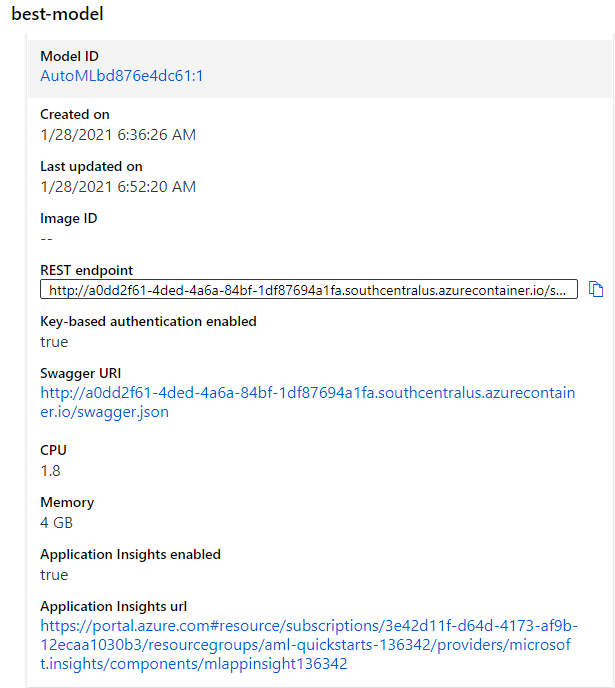 best-model
Model ID
AutoMLbd876e4dc61:1
Created on
1/28/2021 6:36:26 AM
Last updated on
1/28/2021 6:52:20 AM
Image ID
--
REST endpoint
http://a0dd2f61-4ded-4a6a-84bf-1df87694a1fa.southcentralus.azurecontainer.io/s...
Key-based authentication enabled
true
Swagger URI
http://a0dd2f61-4ded-4a6a-84bf-1df87694a1fa.southcentralus.azurecontain
er.io/swagger.json
CPU
1.8
Memory
4 GB
Application Insights enabled
true
Application Insights url
https://portal.azure.com#resource/subscriptions/3e42d11f-d64d-4173-af9b-
12ecaa1030b3/resourcegroups/aml-quickstarts-136342/providers/microsof
t.insights/components/mlappinsight136342